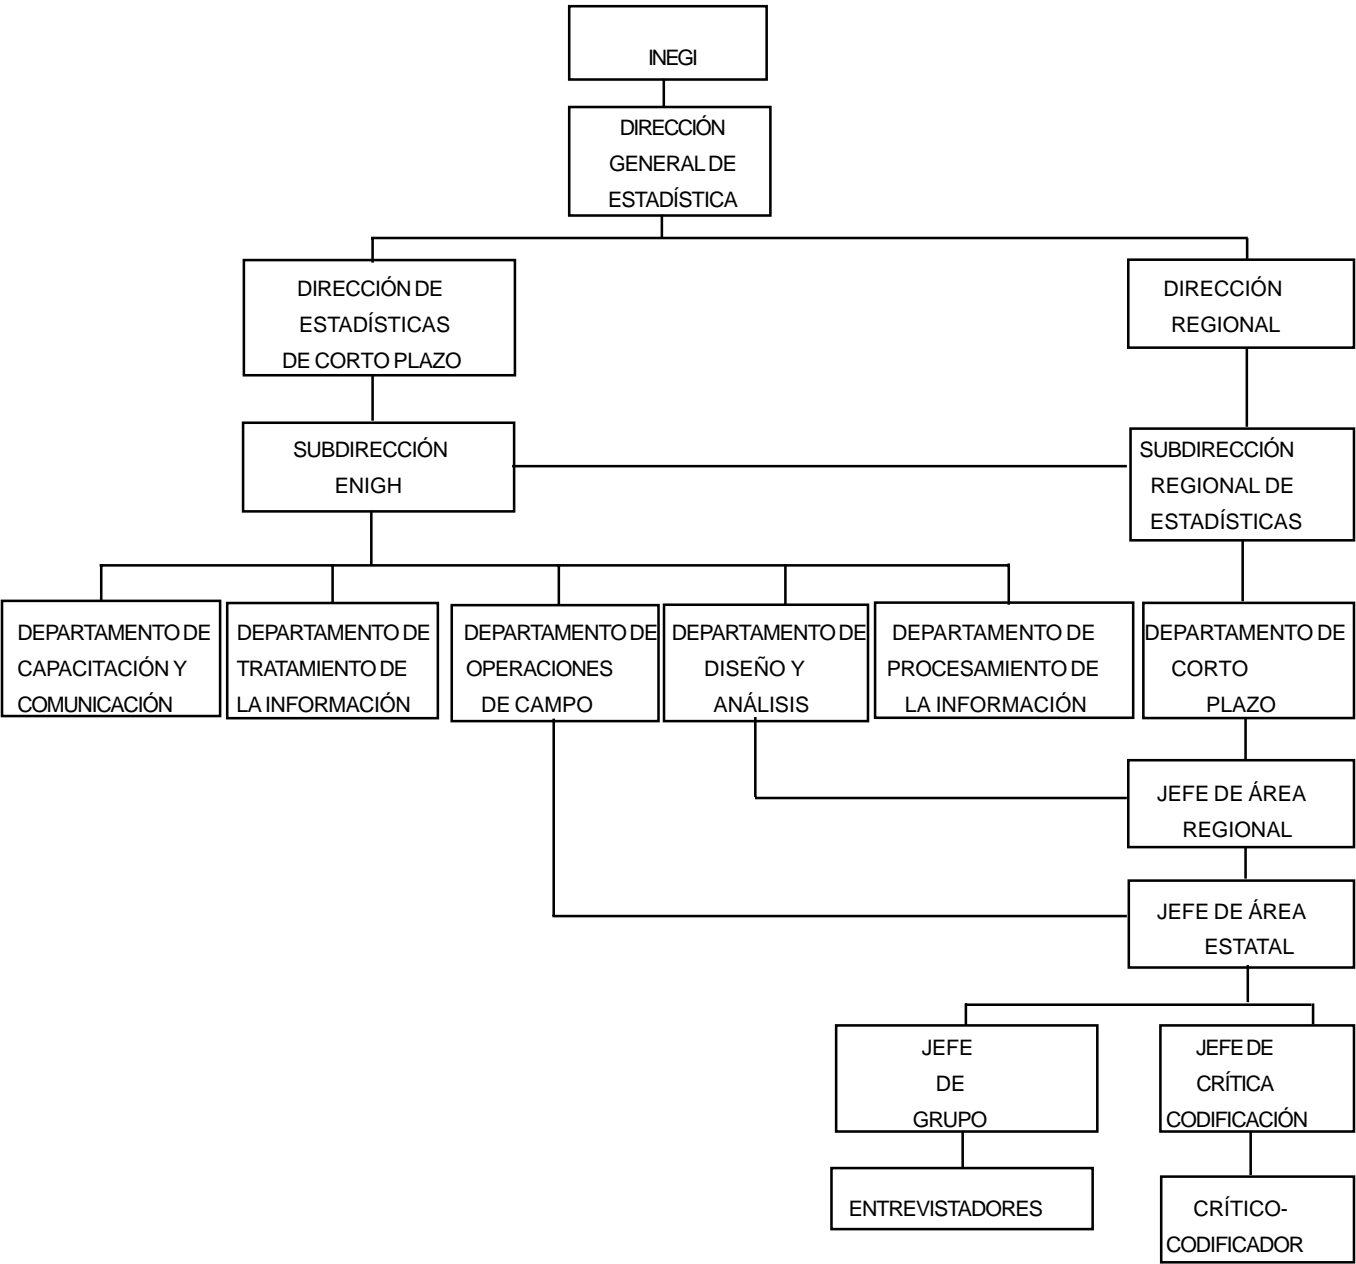 INEGI
DIRECCIÓN
GENERAL DE
ESTADÍSTICA
DIRECCIÓN DE
ESTADÍSTICAS
DE CORTO PLAZO
DIRECCIÓN
REGIONAL
SUBDIRECCIÓN
ENIGH
SUBDIRECCIÓN
REGIONAL DE
ESTADÍSTICAS
DEPARTAMENTO DE
CAPACITACIÓN Y
COMUNICACIÓN
DEPARTAMENTO DE
TRATAMIENTO DE
LA INFORMACIÓN
DEPARTAMENTO DE
OPERACIONES
DE CAMPO
DEPARTAMENTO DE
DISEÑO Y
ANÁLISIS
DEPARTAMENTO DE
PROCESAMIENTO DE
LA INFORMACIÓN
DEPARTAMENTO DE
CORTO
PLAZO
JEFE DE ÁREA
REGIONAL
JEFE DE ÁREA
ESTATAL
JEFE
DE
GRUPO
JEFE DE
CRÍTICA
CODIFICACIÓN
ENTREVISTADORES
CRÍTICO-
CODIFICADOR